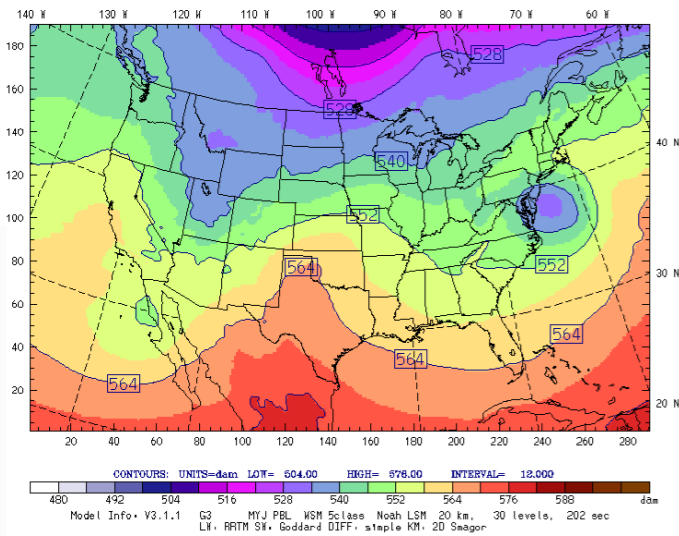 140 W 130 W 120 W 110 W 100 W 90 W 80 W 70 W 60 W
180
160
140
120
100
80
60
40
20
40 N
30 N
20 N
528
528
540
552
552
564
564
564
564
20 40 60 80 100 120 140 160 180 200 220 240 260 280
CONTOURS: UNITS=dam LOW= 504.00 HIGH= 576.00 INTERVAL= 12.000
480 492 504 516 528 540 552 564 576 588 dam
Model Info: V3.1.1 G3 MYJ PBL WSM 5class Noah LSM 20 km, 30 levels, 202 sec
LW: RRTM SW: Goddard DIFF: simple KM: 2D Smagor